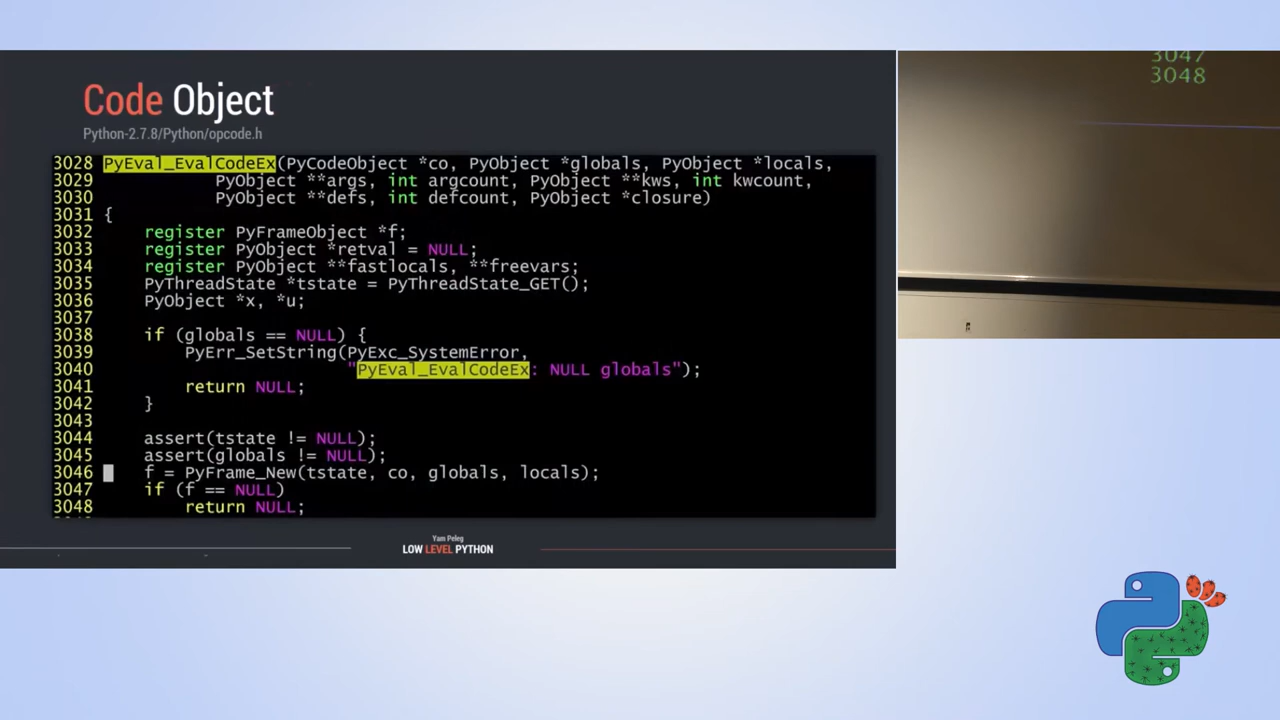 Code Object
Python-2.7.8/Python/opcode.h
3028 PyEval_EvalCodeEx(PyCodeObject *co, PyObject *globals, PyObject *locals,
3029 PyObject **args, int argcount, PyObject **kws, int kwcount,
3030 PyObject **defs, int defcount, PyObject *closure)
3031 {
3032 register PyFrameObject *f;
3033 register PyObject *retval = NULL;
3034 register PyObject **fastlocals, **freevars;
3035 PyThreadState *tstate = PyThreadState_GET();
3036 PyObject *x, *u;
3037
3038 if (globals == NULL) {
3039 PyErr_SetString(PyExc_SystemError,
3040 "PyEval_EvalCodeEx: NULL globals");
3041 return NULL;
3042 }
3043
3044 assert(tstate != NULL);
3045 assert(globals != NULL);
3046 f = PyFrame_New(tstate, co, globals, locals);
3047 if (f == NULL)
3048 return NULL;
Yam Peleg
LOW LEVEL PYTHON
3047
3048